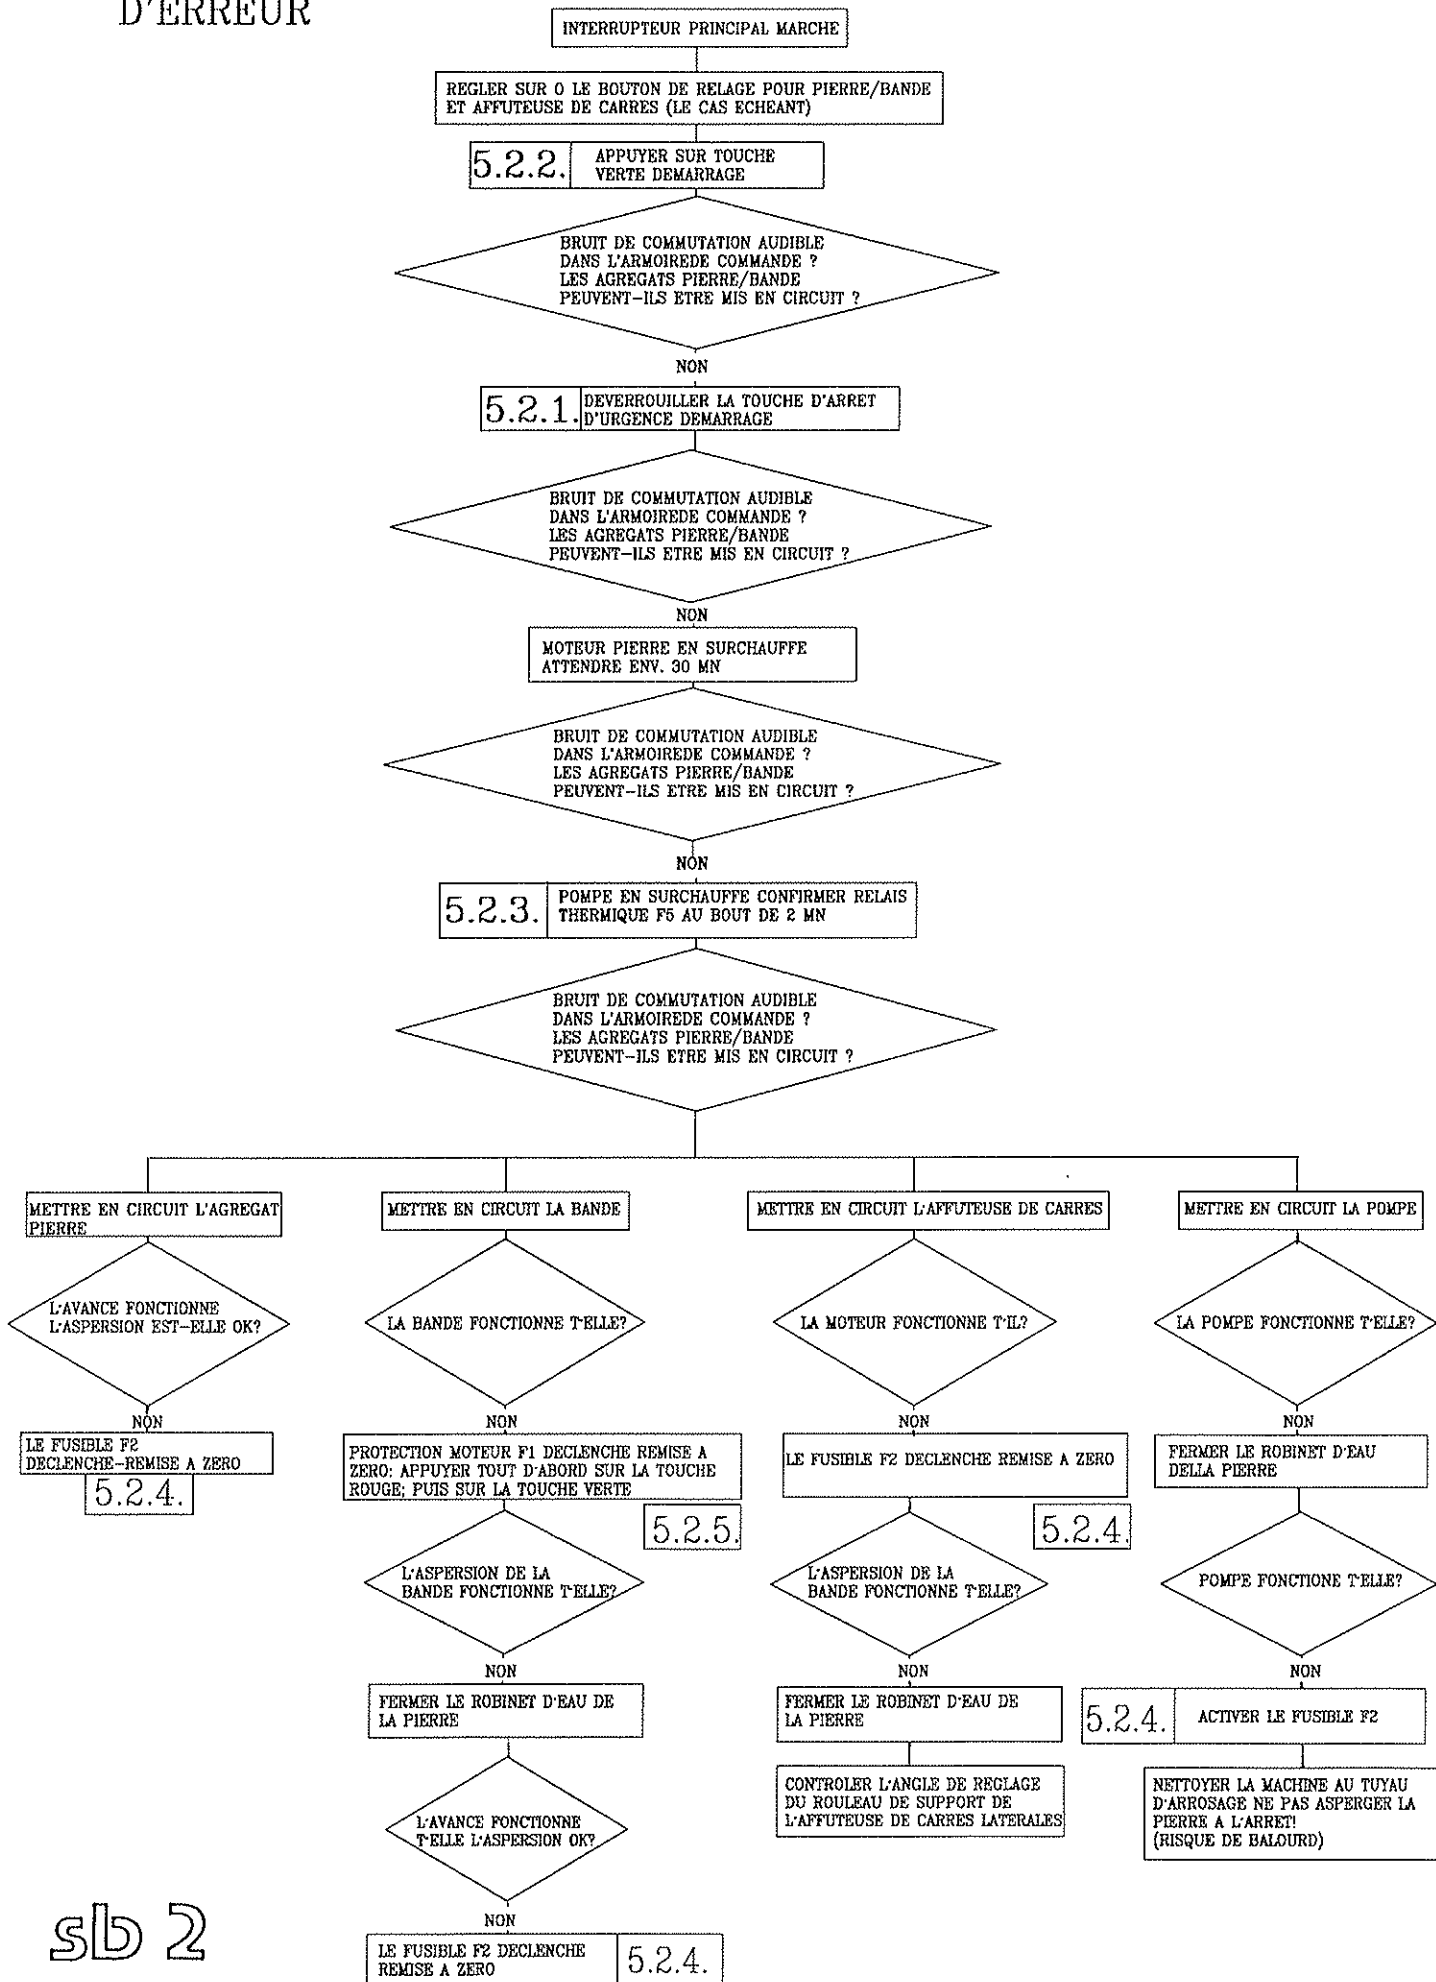 D'ERREUR
INTERRUPTEUR PRINCIPAL MARCHE
REGLER SUR O LE BOUTON DE RELAGE POUR PIERRE/BANDE
ET AFFUTEUSE DE CARRES (LE CAS ECHEANT)
5.2.2.
APPUYER SUR TOUCHE
VERTE DEMARRAGE
BRUIT DE COMMUTATION AUDIBLE
DANS L'ARMOIREDE COMMANDE ?
LES AGREGATS PIERRE/BANDE
PEUVENT-ILS ETRE MIS EN CIRCUIT ?
NON
5.2.1.
DEVERROUILLER LA TOUCHE D'ARRET
D'URGENCE DEMARRAGE
BRUIT DE COMMUTATION AUDIBLE
DANS L'ARMOIREDE COMMANDE ?
LES AGREGATS PIERRE/BANDE
PEUVENT-ILS ETRE MIS EN CIRCUIT ?
NON
MOTEUR PIERRE EN SURCHAUFFE
ATTENDRE ENV. 30 MN
BRUIT DE COMMUTATION AUDIBLE
DANS L'ARMOIREDE COMMANDE ?
LES AGREGATS PIERRE/BANDE
PEUVENT-ILS ETRE MIS EN CIRCUIT ?
NON
5.2.3.
POMPE EN SURCHAUFFE CONFIRMER RELAIS
THERMIQUE F5 AU BOUT DE 2 MN
BRUIT DE COMMUTATION AUDIBLE
DANS L'ARMOIREDE COMMANDE ?
LES AGREGATS PIERRE/BANDE
PEUVENT-ILS ETRE MIS EN CIRCUIT ?
METTRE EN CIRCUIT L'AGREGAT
PIERRE
L'AVANCE FONCTIONNE
L'ASPERSION EST-ELLE OK?
NON
LE FUSIBLE F2
DECLENCHE-REMISE A ZERO
5.2.4.
METTRE EN CIRCUIT LA BANDE
LA BANDE FONCTIONNE T'ELLE?
NON
PROTECTION MOTEUR F1 DECLENCHE REMISE A
ZERO: APPUYER TOUT D'ABORD SUR LA TOUCHE
ROUGE; PUIS SUR LA TOUCHE VERTE
5.2.5.
L'ASPERSION DE LA
BANDE FONCTIONNE T'ELLE?
NON
FERMER LE ROBINET D'EAU DE
LA PIERRE
L'AVANCE FONCTIONNE
T'ELLE L'ASPERSION OK?
NON
LE FUSIBLE F2 DECLENCHE
REMISE A ZERO
5.2.4.
METTRE EN CIRCUIT L'AFFUTEUSE DE CARRES
LA MOTEUR FONCTIONNE T'IL?
NON
LE FUSIBLE F2 DECLENCHE REMISE A ZERO
5.2.4.
L'ASPERSION DE LA
BANDE FONCTIONNE T'ELLE?
NON
FERMER LE ROBINET D'EAU DE
LA PIERRE
CONTROLER L'ANGLE DE REGLAGE
DU ROULEAU DE SUPPORT DE
L'AFFUTEUSE DE CARRES LATERALES
METTRE EN CIRCUIT LA POMPE
LA POMPE FONCTIONNE T'ELLE?
NON
FERMER LE ROBINET D'EAU
DELLA PIERRE
POMPE FONCTIONE T'ELLE?
NON
5.2.4.
ACTIVER LE FUSIBLE F2
NETTOYER LA MACHINE AU TUYAU
D'ARROSAGE NE PAS ASPERGER LA
PIERRE A L'ARRET!
(RISQUE DE BALOURD)
sb 2